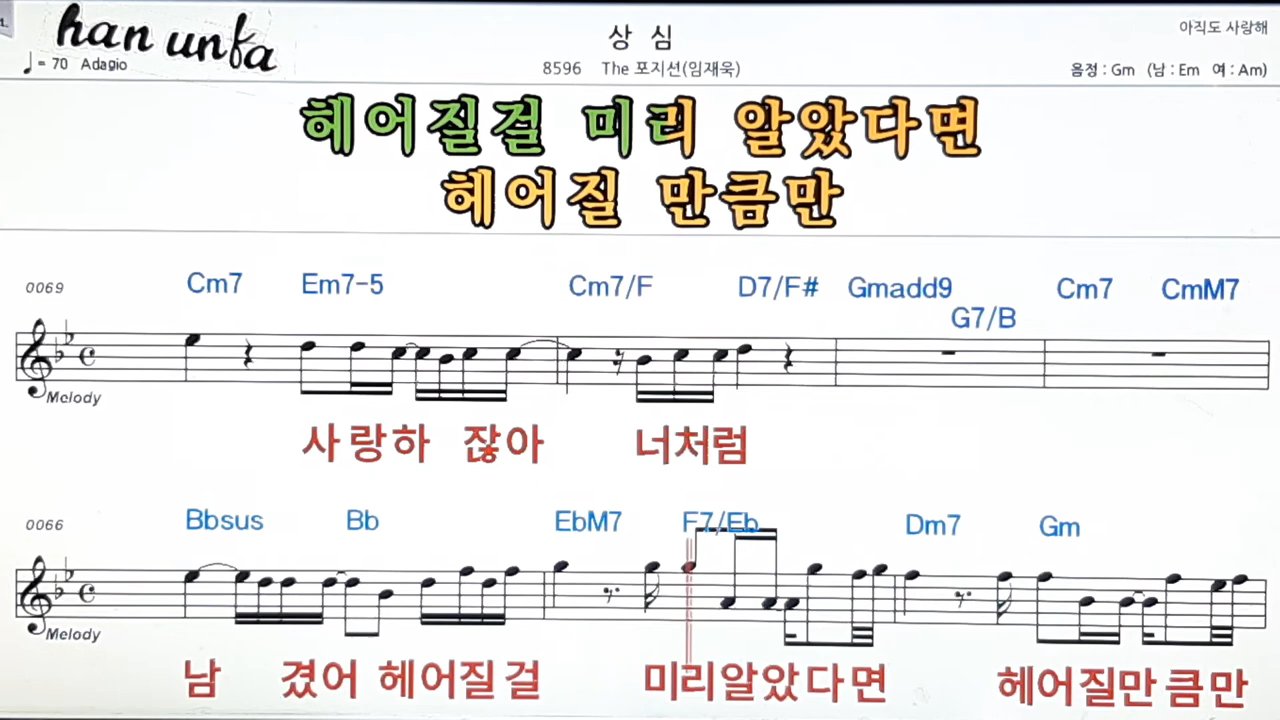 han unfa
♩= 70 Adagio
상 심
8596 The 포지션(임재욱)
아직도 사랑해
음정 : Gm (남 : Em 여 : Am)
헤어질걸 미리 알았다면
헤어질 만큼만
0069
Cm7 Em7-5 Cm7/F D7/F# Gmadd9 G7/B Cm7 CmM7
Melody
사랑하 잖아 너처럼
0066
Bbsus Bb EbM7 F7/Eb Dm7 Gm
Melody
남 겼어 헤어질걸 미리알았다면 헤어질만큼만